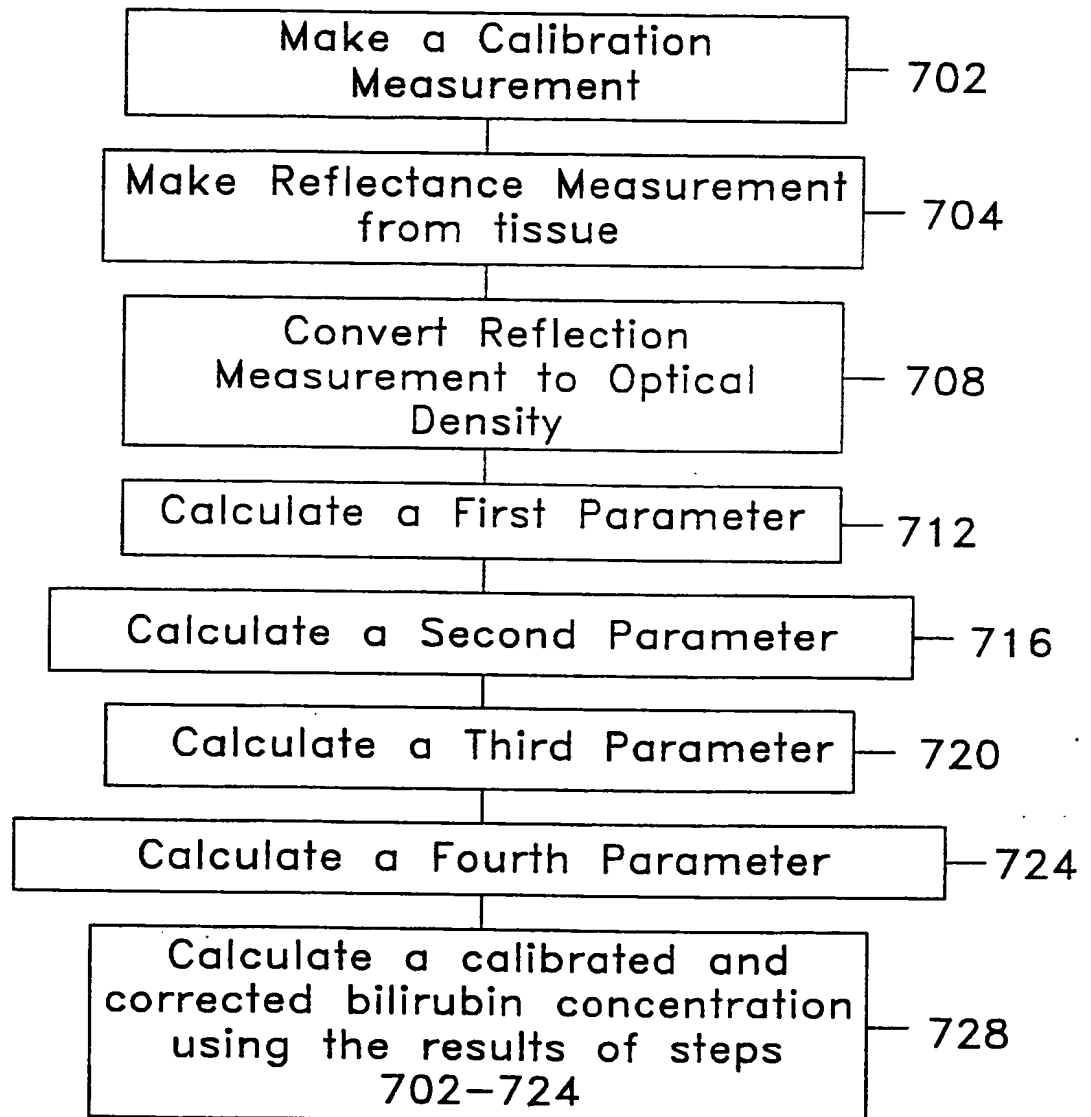 Make a Calibration
Measurement
702
Make Reflectance Measurement
from tissue
704
Convert Reflection
Measurement to Optical
Density
708
Calculate a First Parameter
712
Calculate a Second Parameter
716
Calculate a Third Parameter
720
Calculate a Fourth Parameter
724
Calculate a calibrated and
corrected bilirubin concentration
using the results of steps
702-724
728